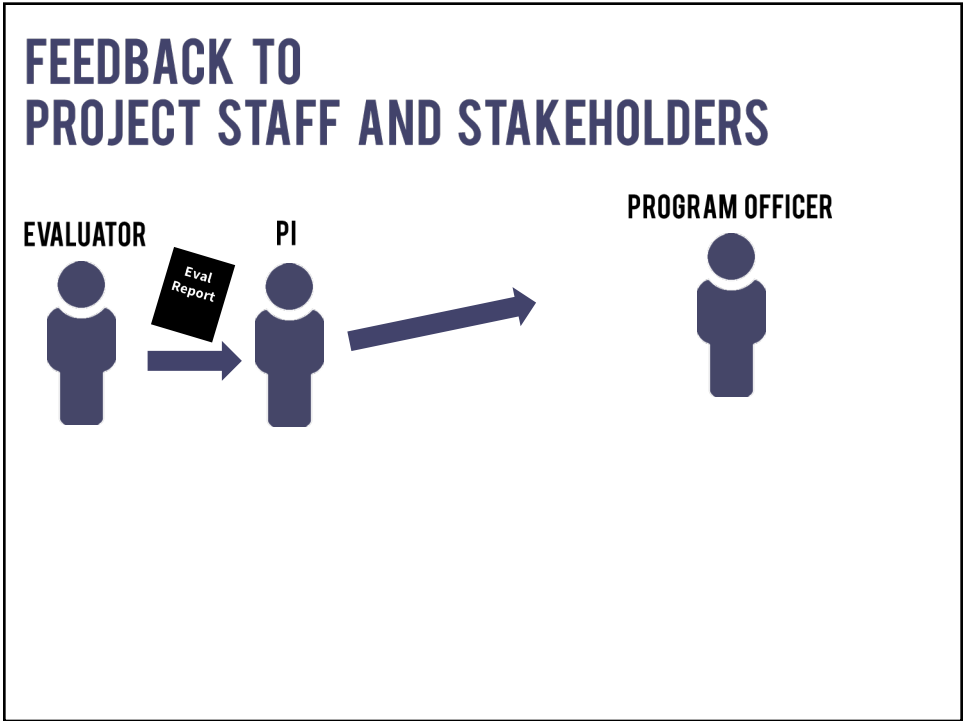 FEEDBACK TO
PROJECT STAFF AND STAKEHOLDERS
PROGRAM OFFICER
EVALUATOR
PI
Eval
Report